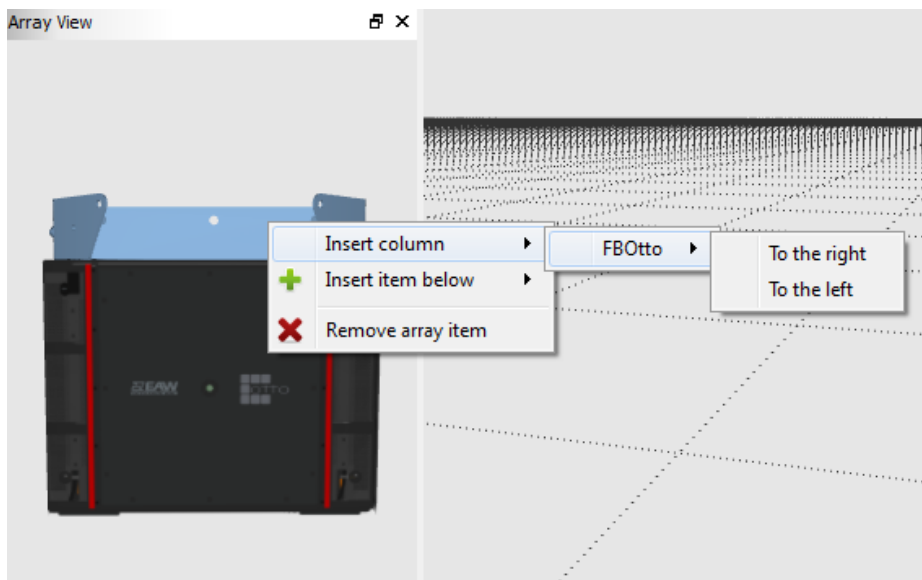 Array View
Insert column
FBOtto
To the right
To the left
Insert item below
Remove array item
EAW
OTTO